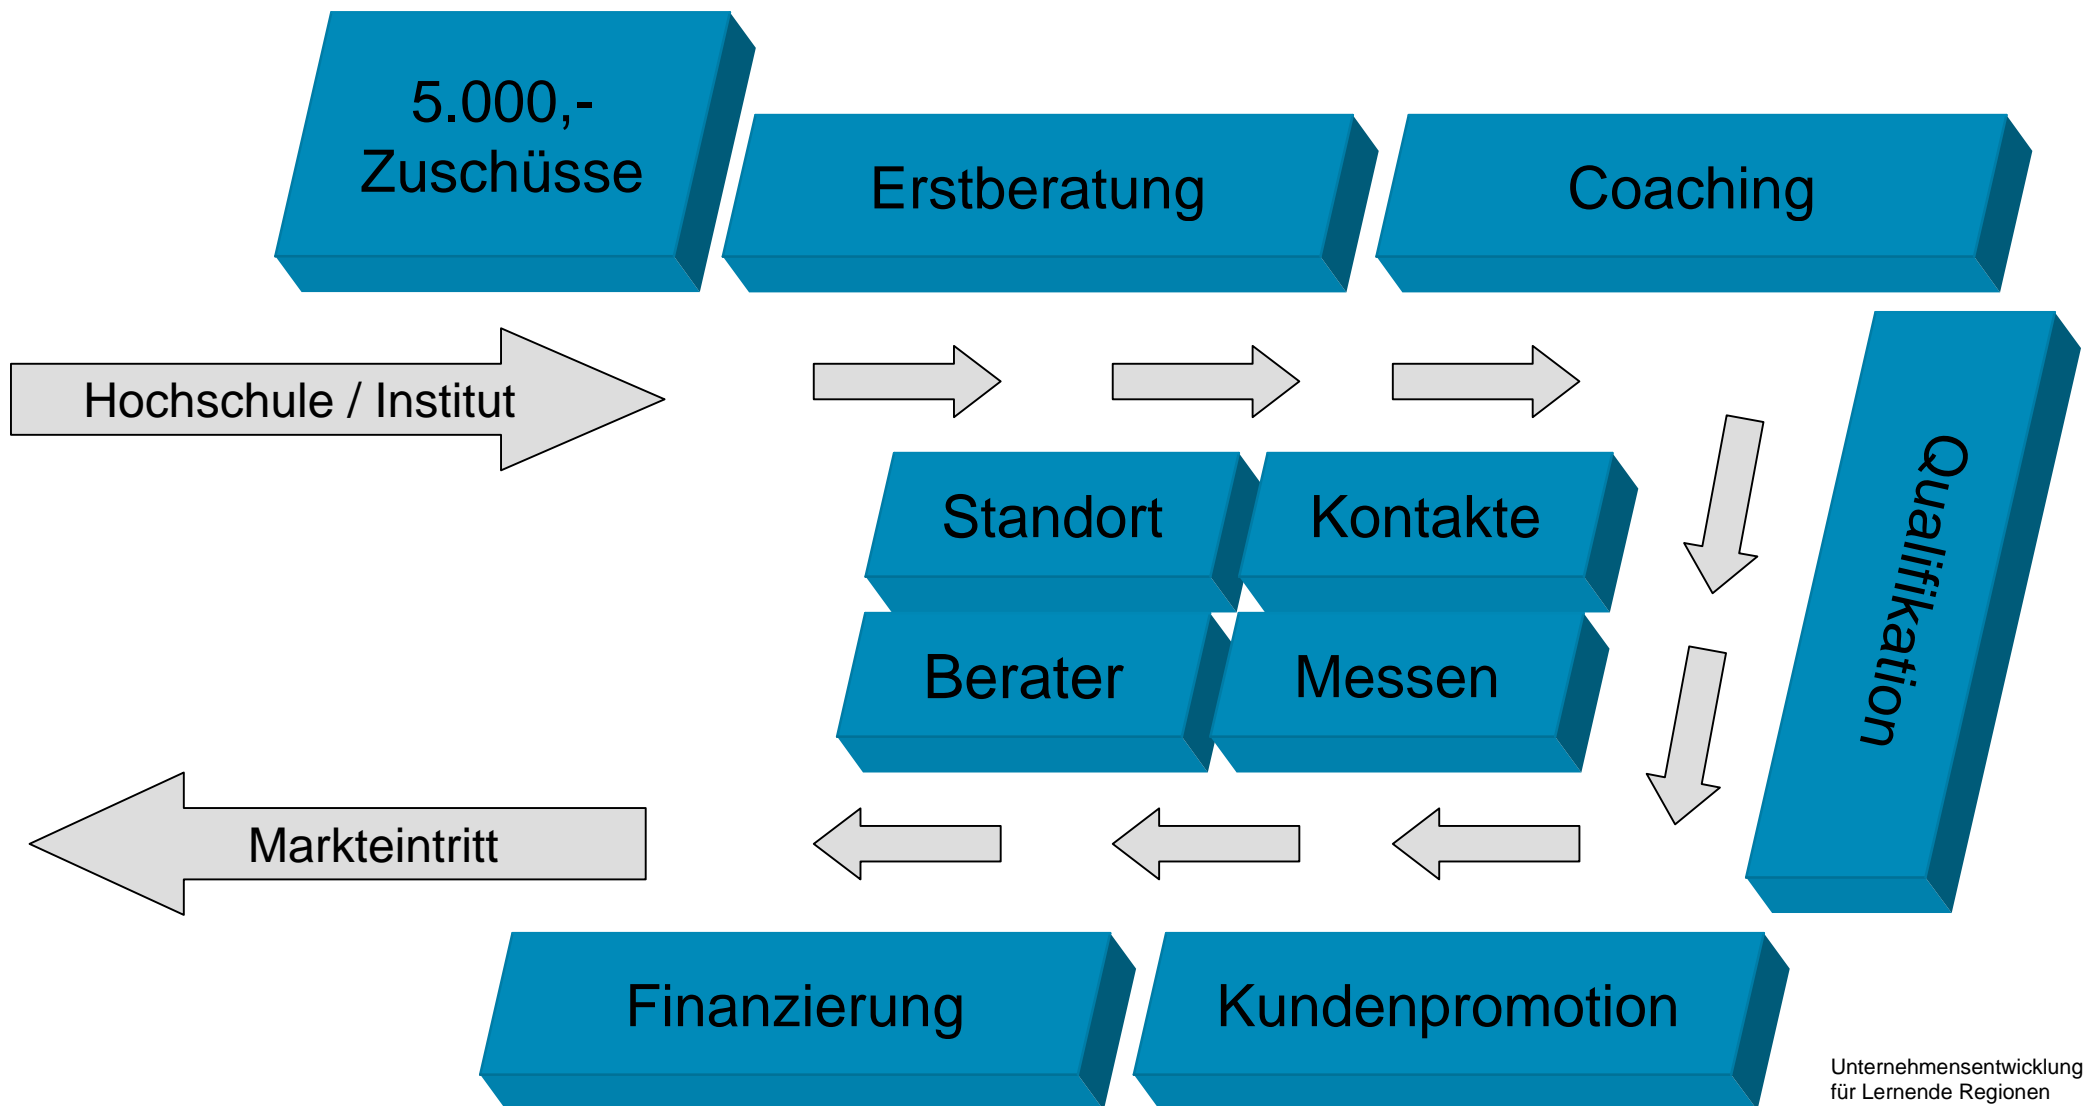 5.000,-
Zuschüsse
Erstberatung
Coaching
Hochschule / Institut
Qualifikation
Standort
Kontakte
Berater
Messen
Markteintritt
Finanzierung
Kundenpromotion
Unternehmensentwicklung
für Lernende Regionen